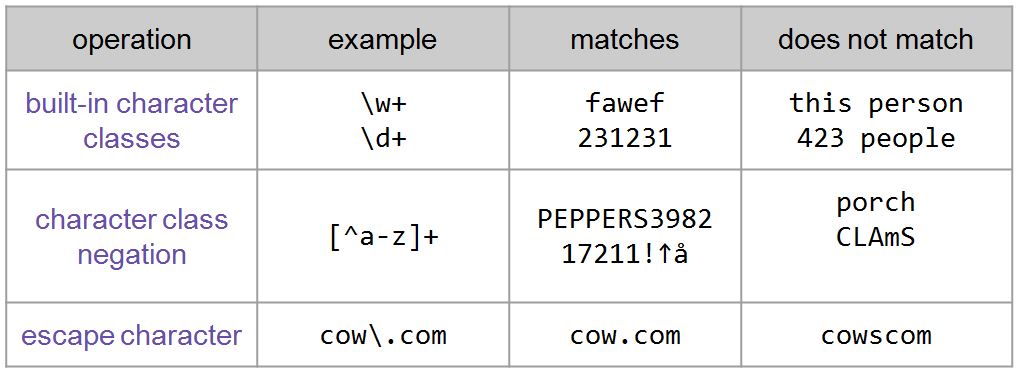 operation example matches does not match
built-in character classes \w+ fawef this person
\d+ 231231 423 people
character class negation [^a-z]+ PEPPERS3982 porch
17211!↑å CLAmS
escape character cow\.com cow.com cowscom